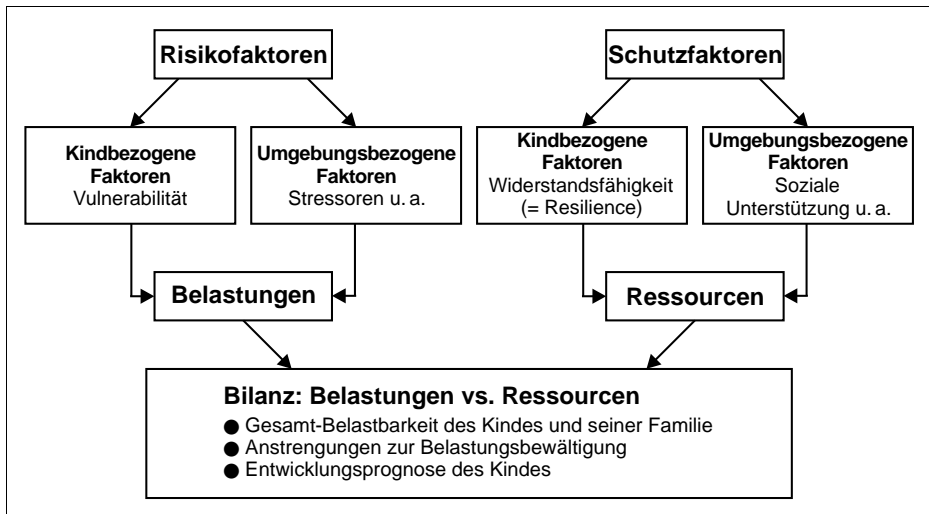 Risikofaktoren
Schutzfaktoren
Kindbezogene
Faktoren
Vulnerabilität
Umgebungsbezogene
Faktoren
Stressoren u. a.
Kindbezogene
Faktoren
Widerstandsfähigkeit
(= Resilience)
Umgebungsbezogene
Faktoren
Soziale
Unterstützung u. a.
Belastungen
Ressourcen
Bilanz: Belastungen vs. Ressourcen
● Gesamt-Belastbarkeit des Kindes und seiner Familie
● Anstrengungen zur Belastungsbewältigung
● Entwicklungsprognose des Kindes